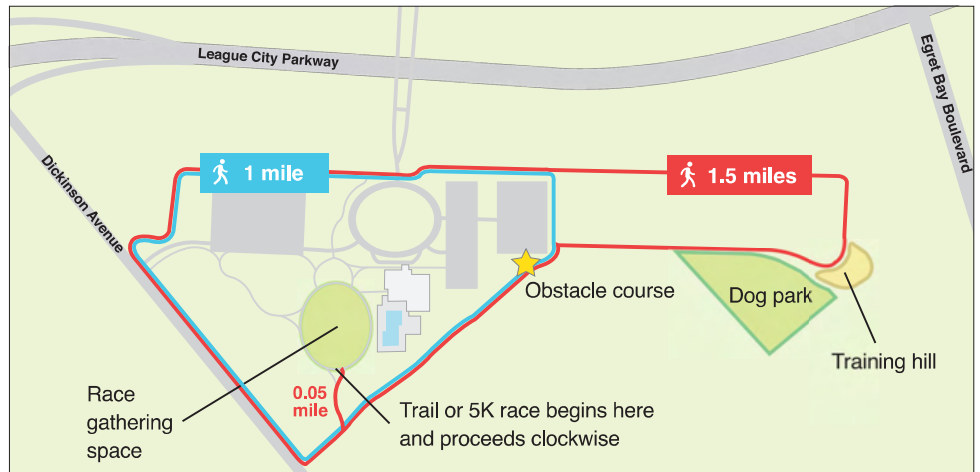 League City Parkway
Egret Bay Boulevard
Dickinson Avenue
1 mile
1.5 miles
Obstacle course
Dog park
Training hill
Race
gathering
space
0.05
mile
Trail or 5K race begins here
and proceeds clockwise